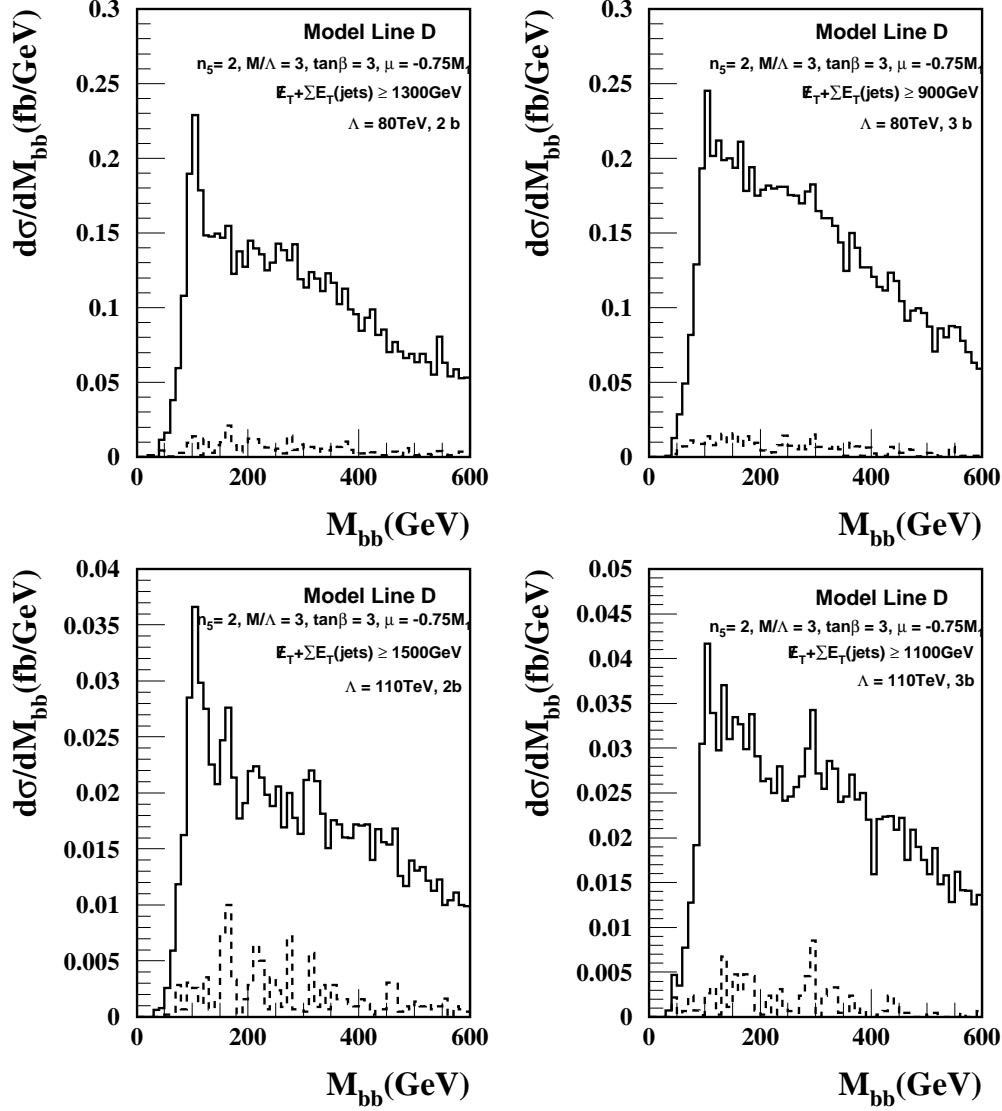 dσ/dM_bb(fb/GeV)
0.3
0.25
0.2
0.15
0.1
0.05
0
Model Line D
n_5= 2, M/Λ = 3, tanβ = 3, μ = -0.75M_1
E̸_T+ΣE_T(jets) ≥ 1300GeV
Λ = 80TeV, 2 b
0 200 400 600
M_bb(GeV)
dσ/dM_bb(fb/GeV)
0.3
0.25
0.2
0.15
0.1
0.05
0
Model Line D
n_5= 2, M/Λ = 3, tanβ = 3, μ = -0.75M_1
E̸_T+ΣE_T(jets) ≥ 900GeV
Λ = 80TeV, 3 b
0 200 400 600
M_bb(GeV)
dσ/dM_bb(fb/GeV)
0.04
0.035
0.03
0.025
0.02
0.015
0.01
0.005
0
Model Line D
n_5= 2, M/Λ = 3, tanβ = 3, μ = -0.75M_1
E̸_T+ΣE_T(jets) ≥ 1500GeV
Λ = 110TeV, 2b
0 200 400 600
M_bb(GeV)
dσ/dM_bb(fb/GeV)
0.05
0.045
0.04
0.035
0.03
0.025
0.02
0.015
0.01
0.005
0
Model Line D
n_5= 2, M/Λ = 3, tanβ = 3, μ = -0.75M_1
E̸_T+ΣE_T(jets) ≥ 1100GeV
Λ = 110TeV, 3b
0 200 400 600
M_bb(GeV)